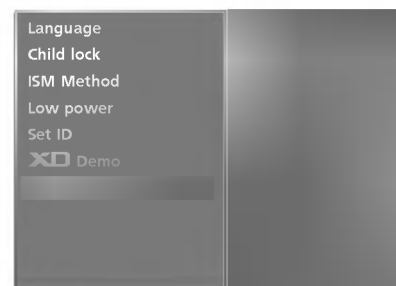 Language
Child lock
ISM Method
Low power
Set ID
XD Demo